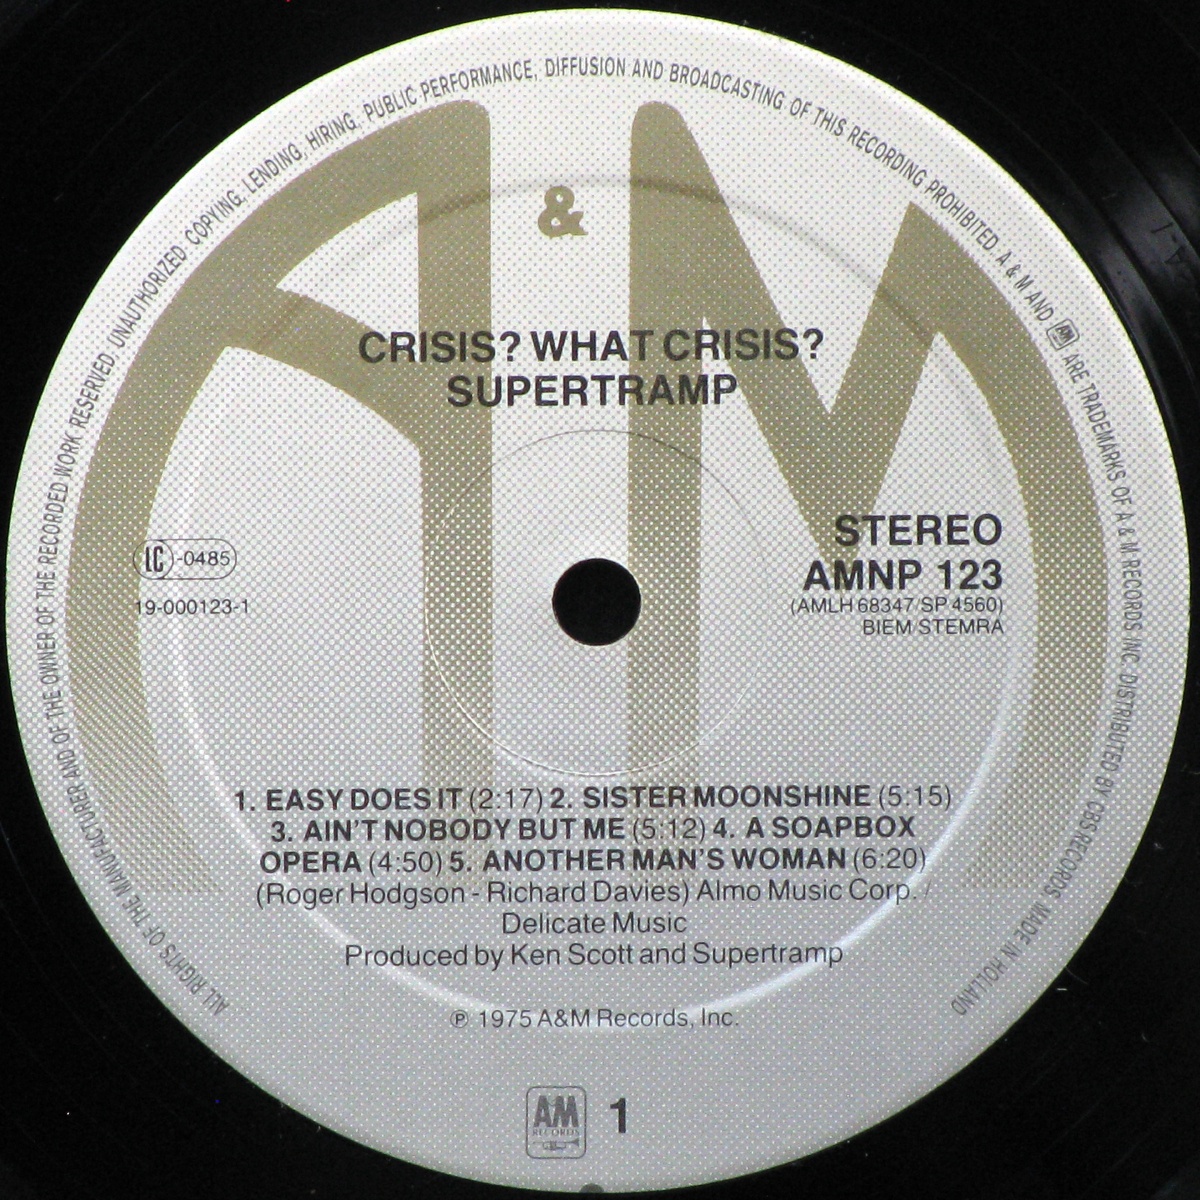 ALL RIGHTS OF THE MANUFACTURER AND OF THE OWNER OF THE RECORDED WORK RESERVED. UNAUTHORIZED COPYING, LENDING, HIRING, PUBLIC PERFORMANCE, DIFFUSION AND BROADCASTING OF THIS RECORDING PROHIBITED. A & M AND AM ARE TRADEMARKS OF A & M RECORDS INC. DISTRIBUTED BY CBS RECORDS. MADE IN HOLLAND
A & M
CRISIS? WHAT CRISIS?
SUPERTRAMP
LC-0485
19-000123-1
STEREO
AMNP 123
(AMLH 68347/SP 4560)
BIEM/STEMRA
1. EASY DOES IT (2:17) 2. SISTER MOONSHINE (5:15)
3. AIN'T NOBODY BUT ME (5:12) 4. A SOAPBOX
OPERA (4:50) 5. ANOTHER MAN'S WOMAN (6:20)
(Roger Hodgson - Richard Davies) Almo Music Corp. /
Delicate Music
Produced by Ken Scott and Supertramp
℗ 1975 A&M Records, Inc.
AM
RECORDS
1